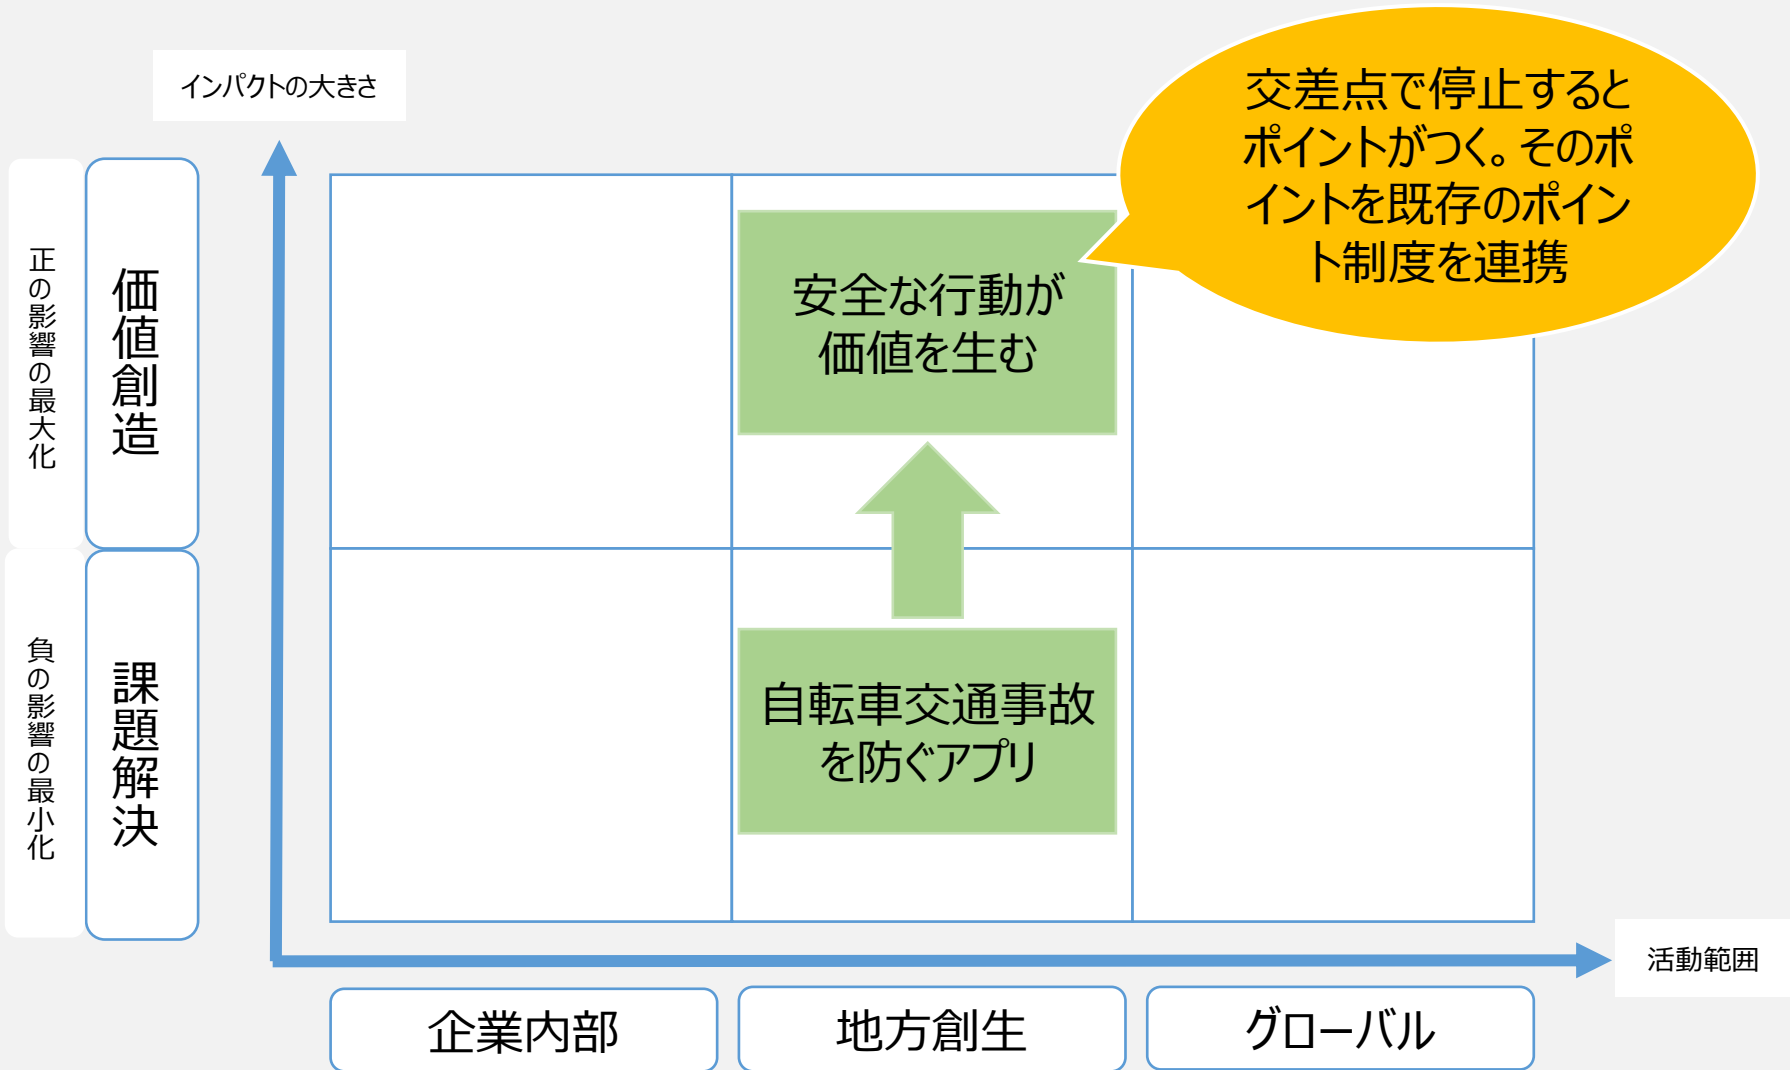 インパクトの大きさ
交差点で停止すると
ポイントがつく。そのポ
イントを既存のポイン
ト制度を連携
正の影響の最大化
価値創造
安全な行動が
価値を生む
負の影響の最小化
課題解決
自転車交通事故
を防ぐアプリ
活動範囲
企業内部
地方創生
グローバル